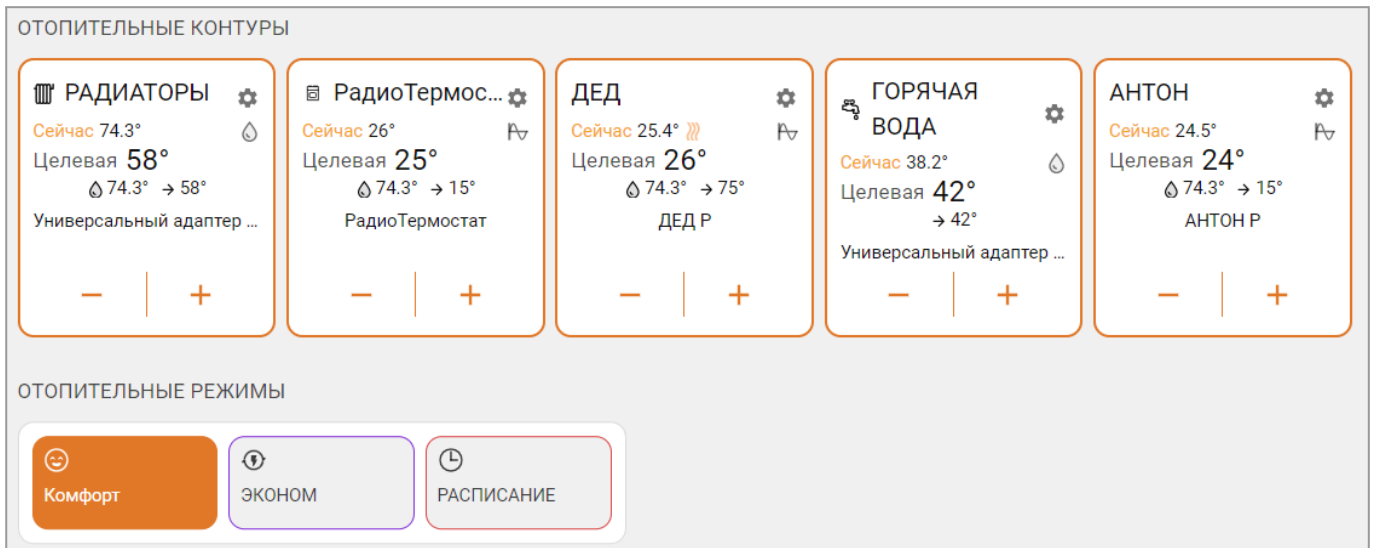 ОТОПИТЕЛЬНЫЕ КОНТУРЫ
РАДИАТОРЫ
Сейчас 74.3°
Целевая 58°
74.3° → 58°
Универсальный адаптер ...
РадиоТермос...
Сейчас 26°
Целевая 25°
74.3° → 15°
РадиоТермостат
ДЕД
Сейчас 25.4°
Целевая 26°
74.3° → 75°
ДЕД Р
ГОРЯЧАЯ
ВОДА
Сейчас 38.2°
Целевая 42°
→ 42°
Универсальный адаптер ...
АНТОН
Сейчас 24.5°
Целевая 24°
74.3° → 15°
АНТОН Р
− +
− +
− +
− +
− +
ОТОПИТЕЛЬНЫЕ РЕЖИМЫ
Комфорт
ЭКОНОМ
РАСПИСАНИЕ